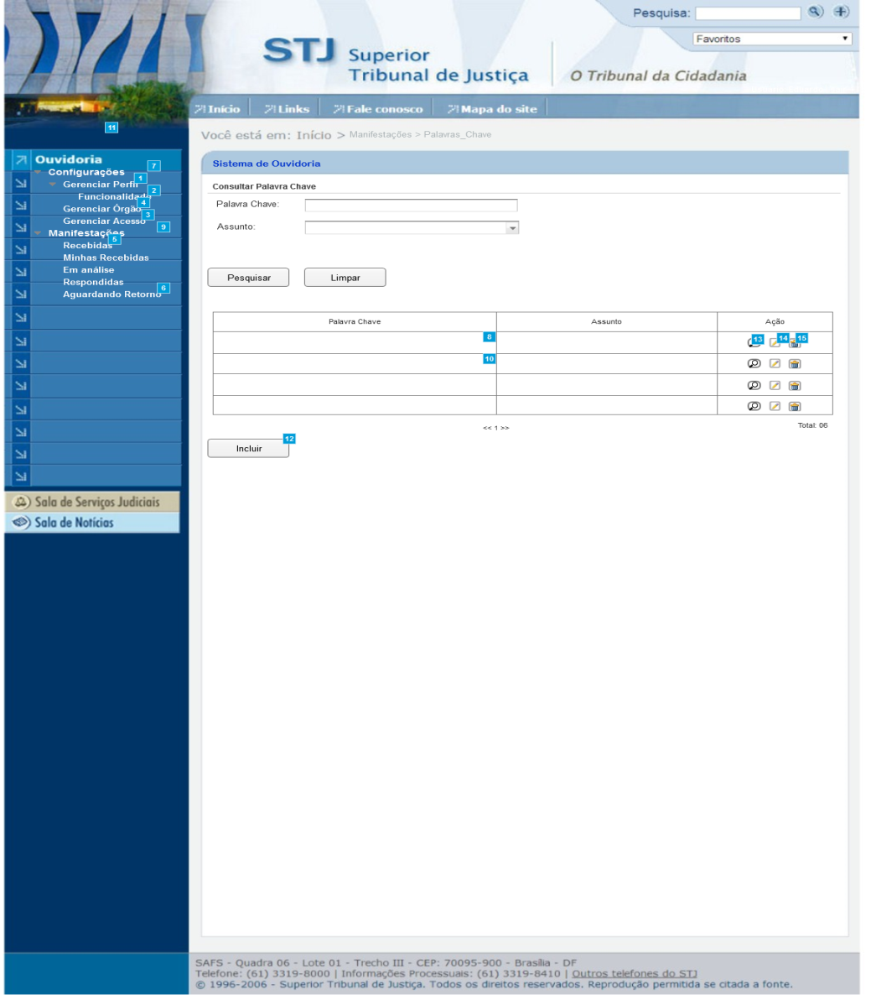 Pesquisa:
Favoritos
STJ Superior
Tribunal de Justiça
O Tribunal da Cidadania
Início
Links
Fale conosco
Mapa do site
11
Você está em: Início > Manifestações > Palavras_Chave
Ouvidoria
7
Configurações
1
Gerenciar Perfil
2
Funcionalidade
4
Gerenciar Órgão
3
Gerenciar Acesso
9
Manifestações
5
Recebidas
Minhas Recebidas
Em análise
Respondidas
6
Aguardando Retorno
Sala de Serviços Judiciais
Sala de Notícias
Sistema de Ouvidoria
Consultar Palavra Chave
Palavra Chave:
Assunto:
Pesquisar
Limpar
Palavra Chave
Assunto
Ação
8
13
14
15
10
<< 1 >>
Total: 06
12
Incluir
SAFS - Quadra 06 - Lote 01 - Trecho III - CEP: 70095-900 - Brasília - DF
Telefone: (61) 3319-8000 | Informações Processuais: (61) 3319-8410 | Outros telefones do STJ
© 1996-2006 - Superior Tribunal de Justiça. Todos os direitos reservados. Reprodução permitida se citada a fonte.